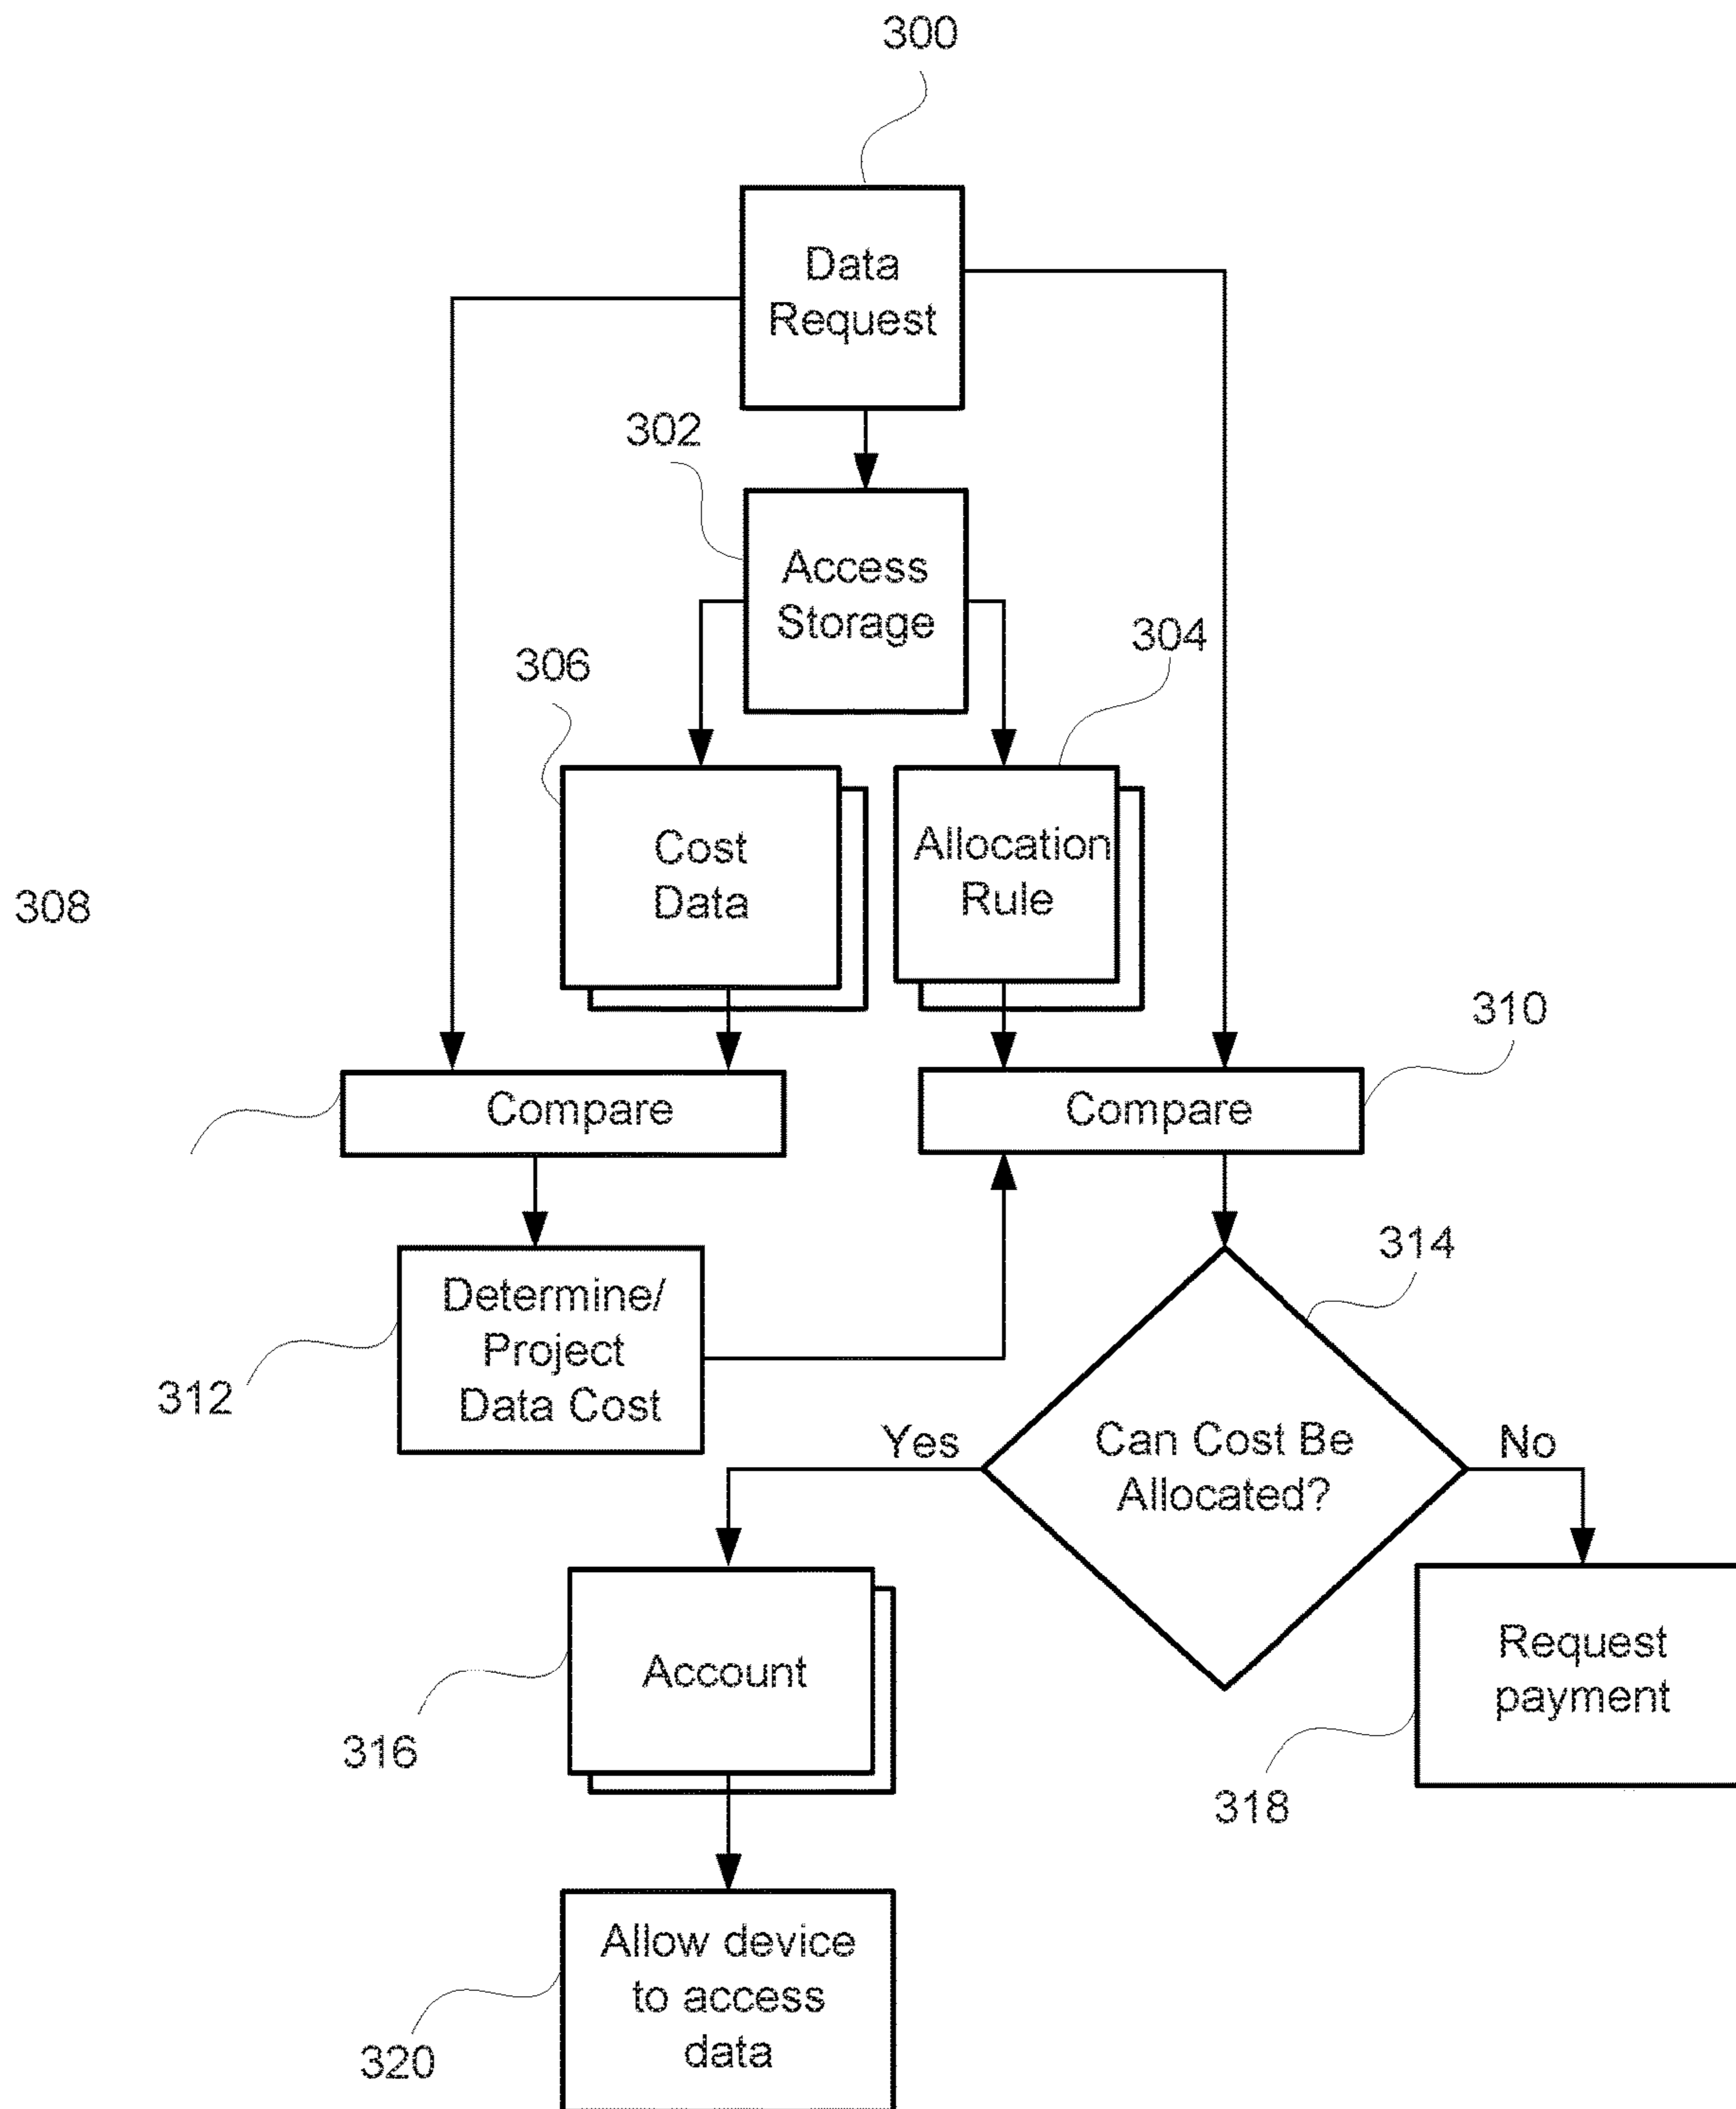 300
Data
Request
302
Access
Storage
304
306
Cost
Data
Allocation
Rule
308
310
Compare
Compare
314
Determine/
Project
Data Cost
312
Yes
Can Cost Be
Allocated?
No
Account
Request
payment
316
318
Allow device
to access
data
320